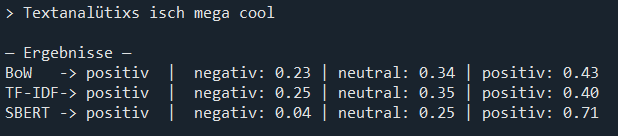 > Textanalütixs isch mega cool
— Ergebnisse —
BoW   -> positiv  |  negativ: 0.23 | neutral: 0.34 | positiv: 0.43
TF-IDF-> positiv  |  negativ: 0.25 | neutral: 0.35 | positiv: 0.40
SBERT -> positiv  |  negativ: 0.04 | neutral: 0.25 | positiv: 0.71